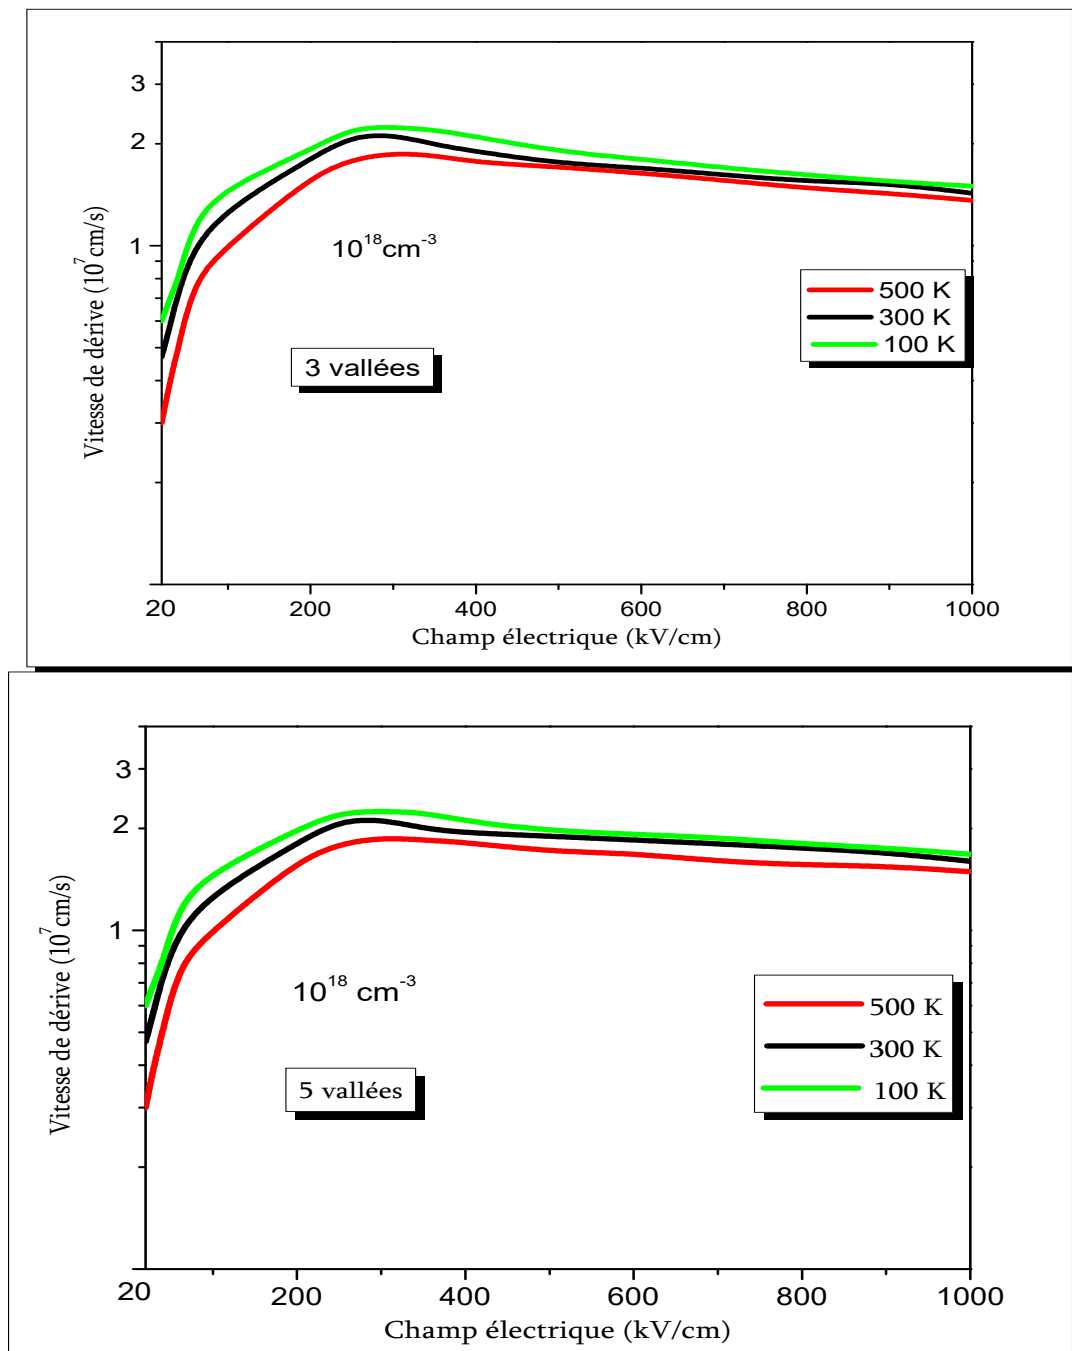 3
2
1
Vitesse de dérive (10⁷cm/s)
10¹⁸cm⁻³
3 vallées
500 K
300 K
100 K
20 200 400 600 800 1000
Champ électrique (kV/cm)
3
2
1
Vitesse de dérive (10⁷cm/s)
10¹⁸ cm⁻³
5 vallées
500 K
300 K
100 K
20 200 400 600 800 1000
Champ électrique (kV/cm)